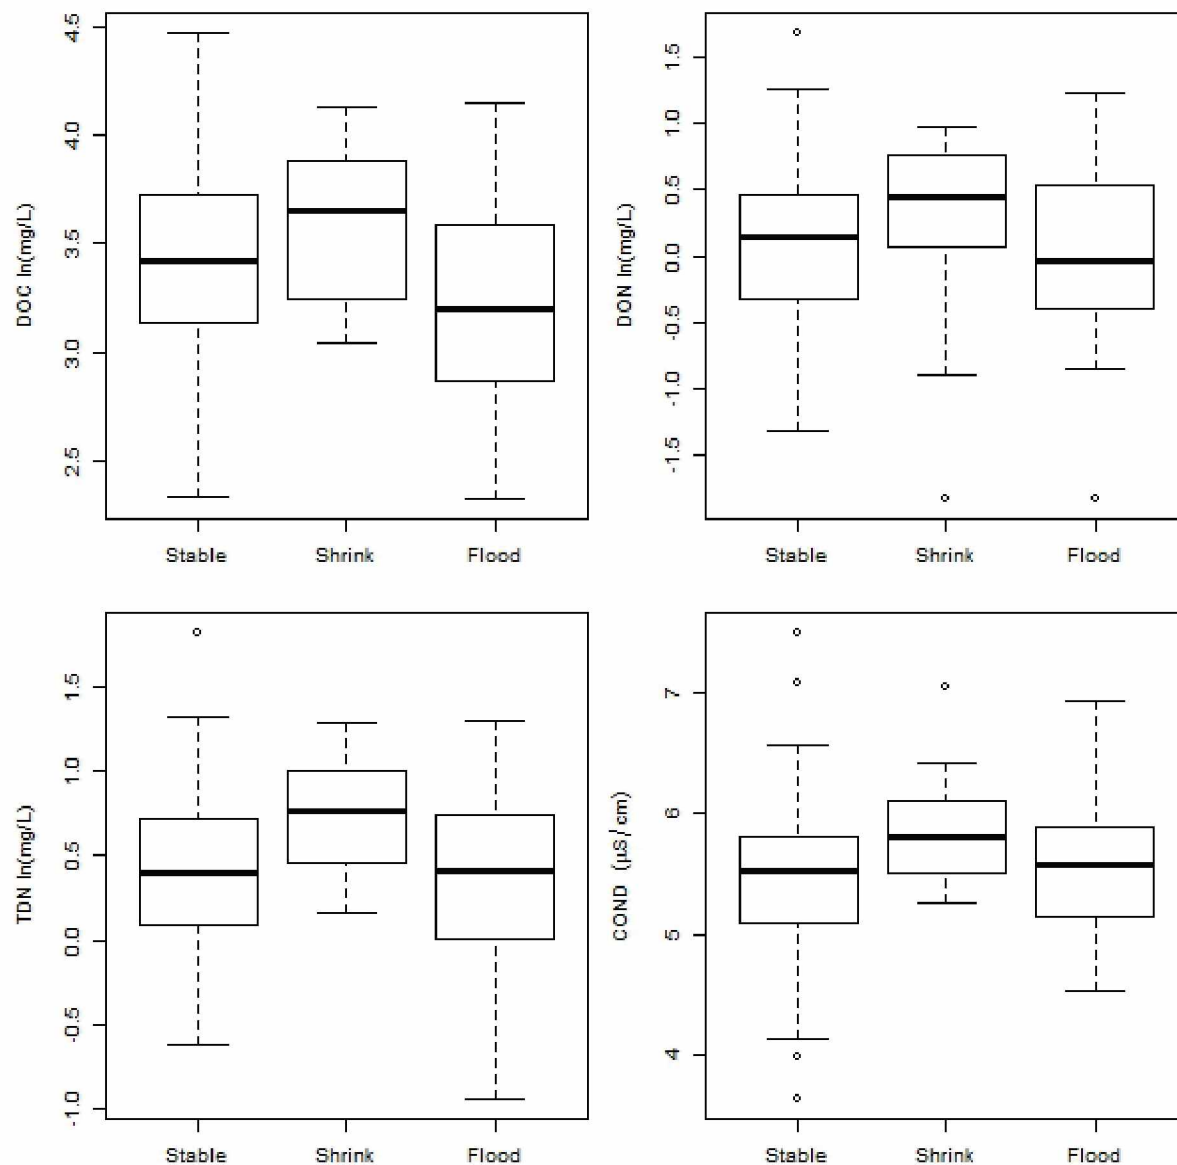 DOC ln(mg/L)
4.5
4.0
3.5
3.0
2.5
Stable Shrink Flood
DON ln(mg/L)
1.5
1.0
0.5
0.0
-0.5
-1.0
-1.5
Stable Shrink Flood
TDN ln(mg/L)
1.5
1.0
0.5
0.0
-0.5
-1.0
Stable Shrink Flood
COND (µS/cm)
7
6
5
4
Stable Shrink Flood